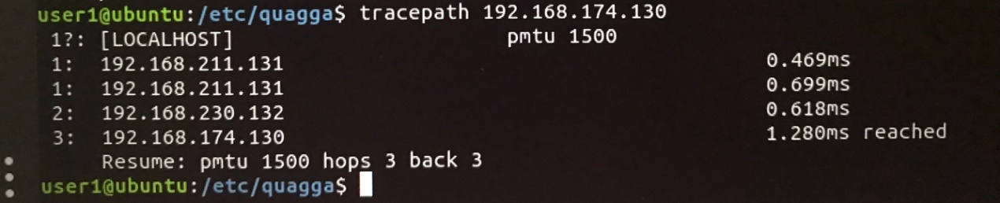 user1@ubuntu:/etc/quagga$ tracepath 192.168.174.130
1?: [LOCALHOST] pmtu 1500
1: 192.168.211.131 0.469ms
1: 192.168.211.131 0.699ms
2: 192.168.230.132 0.618ms
3: 192.168.174.130 1.280ms reached
Resume: pmtu 1500 hops 3 back 3
user1@ubuntu:/etc/quagga$